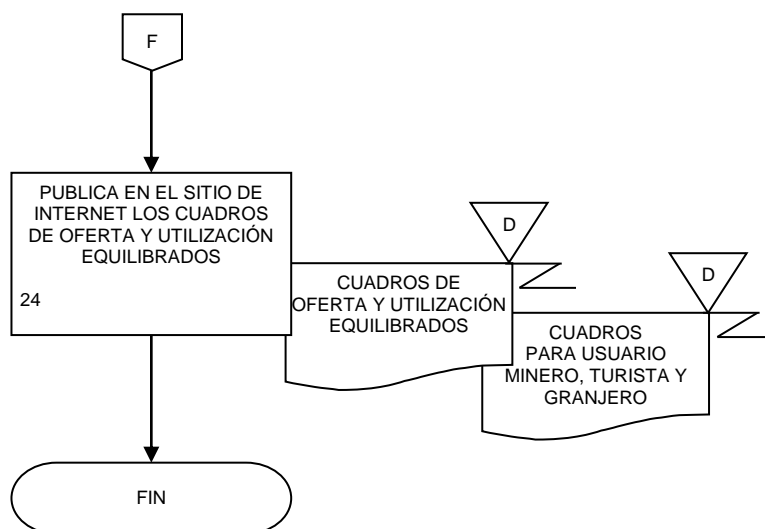 F
PUBLICA EN EL SITIO DE
INTERNET LOS CUADROS
DE OFERTA Y UTILIZACIÓN
EQUILIBRADOS
24
D
CUADROS DE
OFERTA Y UTILIZACIÓN
EQUILIBRADOS
D
CUADROS
PARA USUARIO
MINERO, TURISTA Y
GRANJERO
FIN